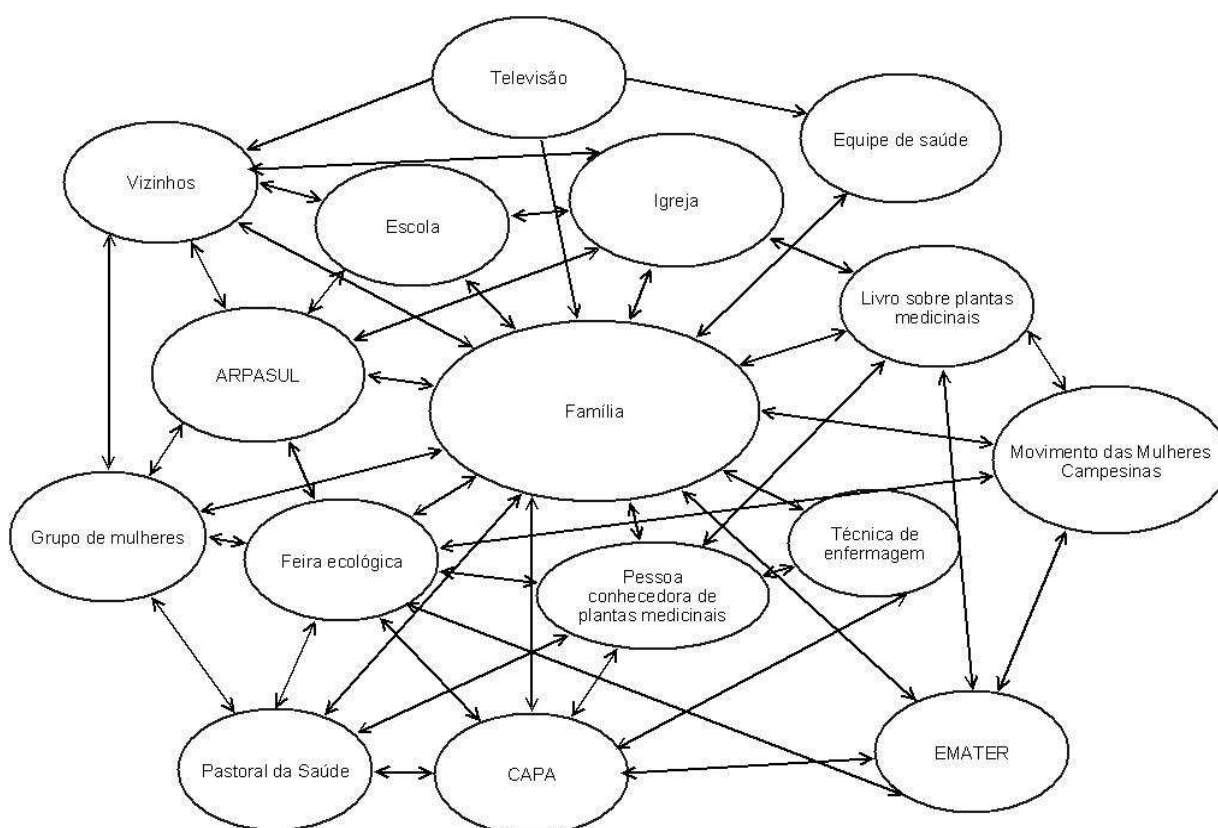 Televisão
Equipe de saúde
Vizinhos
Igreja
Escola
Livro sobre plantas
medicinais
ARPASUL
Família
Movimento das Mulheres
Campesinas
Grupo de mulheres
Feira ecológica
Técnica de
enfermagem
Pessoa
conhecedora de
plantas medicinais
Pastoral da Saúde
CAPA
EMATER